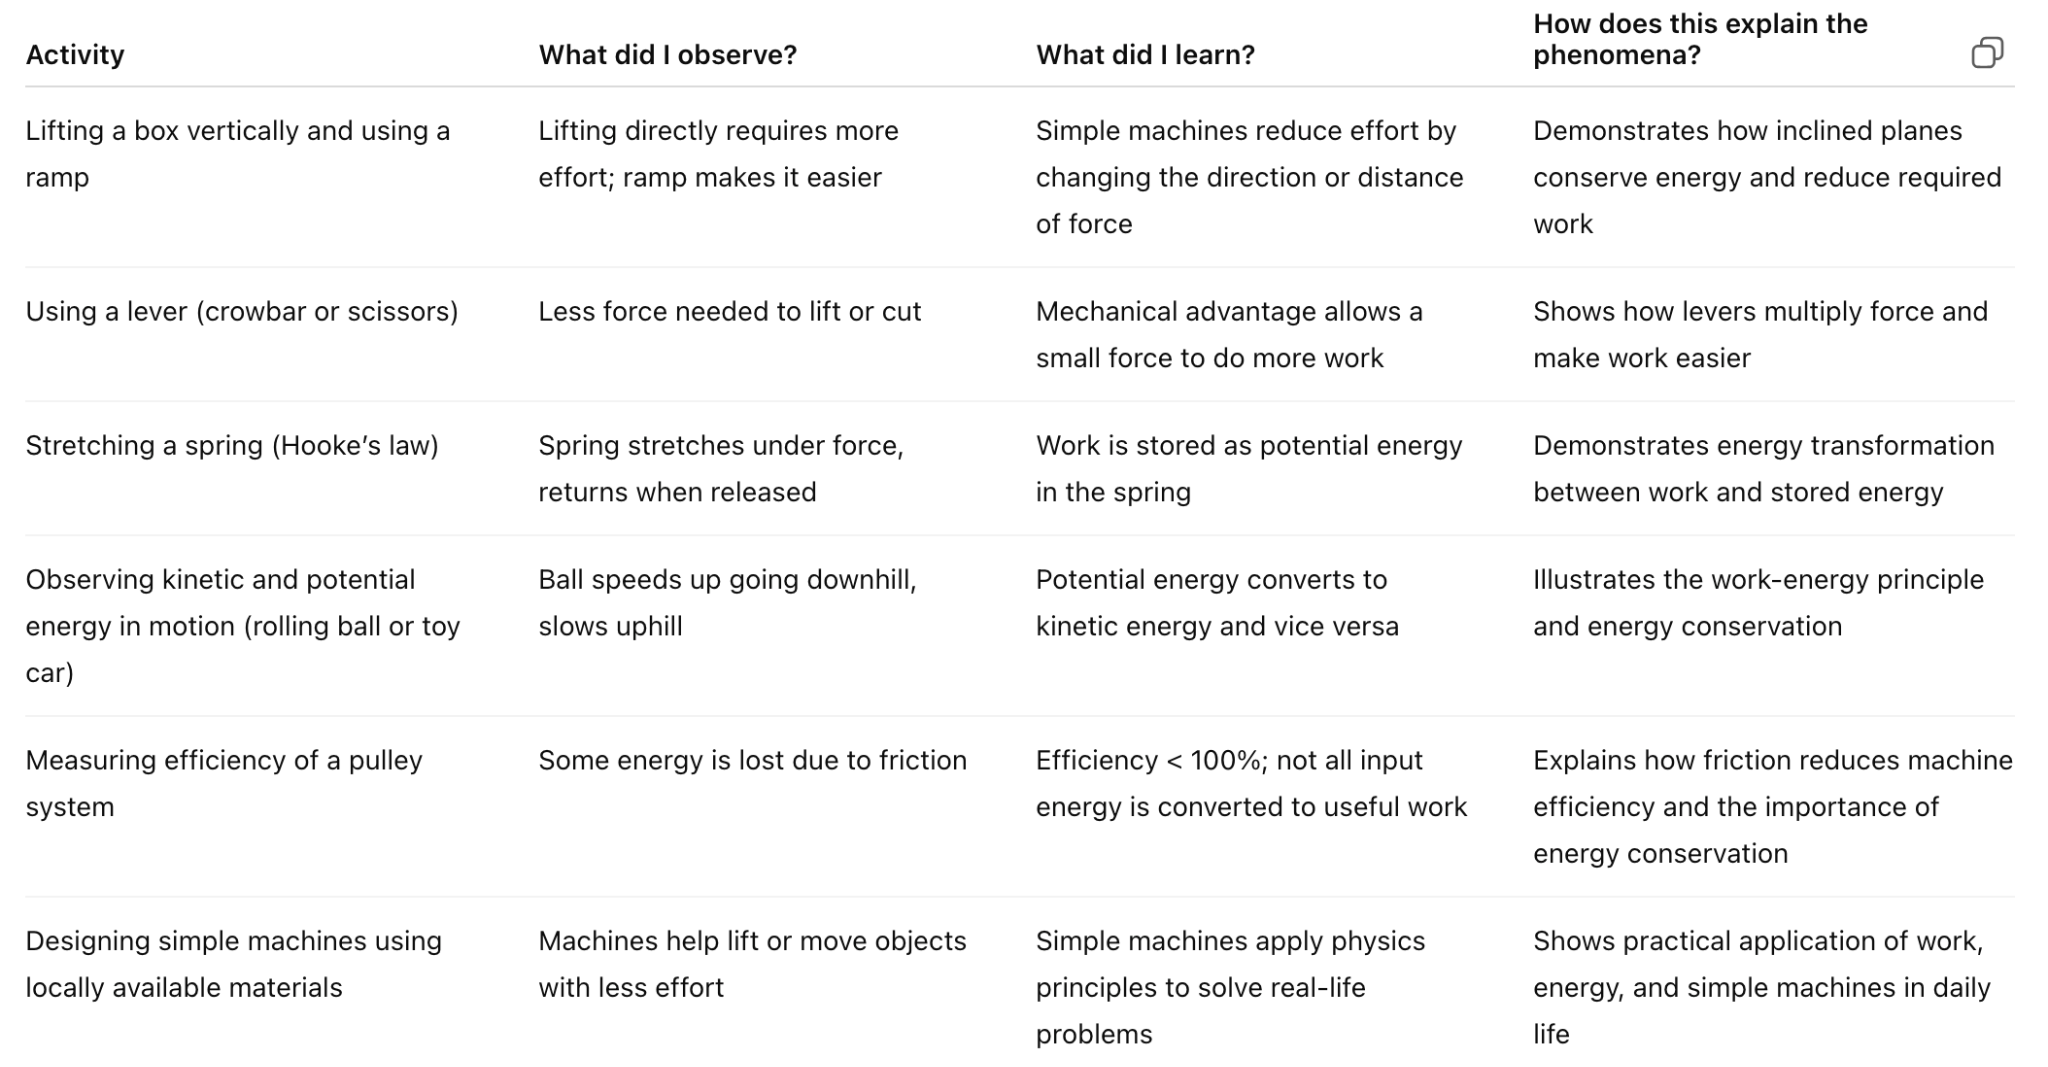 Activity
What did I observe?
What did I learn?
How does this explain the
phenomena?
Lifting a box vertically and using a
ramp
Lifting directly requires more
effort; ramp makes it easier
Simple machines reduce effort by
changing the direction or distance
of force
Demonstrates how inclined planes
conserve energy and reduce required
work
Using a lever (crowbar or scissors)
Less force needed to lift or cut
Mechanical advantage allows a
small force to do more work
Shows how levers multiply force and
make work easier
Stretching a spring (Hooke’s law)
Spring stretches under force,
returns when released
Work is stored as potential energy
in the spring
Demonstrates energy transformation
between work and stored energy
Observing kinetic and potential
energy in motion (rolling ball or toy
car)
Ball speeds up going downhill,
slows uphill
Potential energy converts to
kinetic energy and vice versa
Illustrates the work-energy principle
and energy conservation
Measuring efficiency of a pulley
system
Some energy is lost due to friction
Efficiency < 100%; not all input
energy is converted to useful work
Explains how friction reduces machine
efficiency and the importance of
energy conservation
Designing simple machines using
locally available materials
Machines help lift or move objects
with less effort
Simple machines apply physics
principles to solve real-life
problems
Shows practical application of work,
energy, and simple machines in daily
life